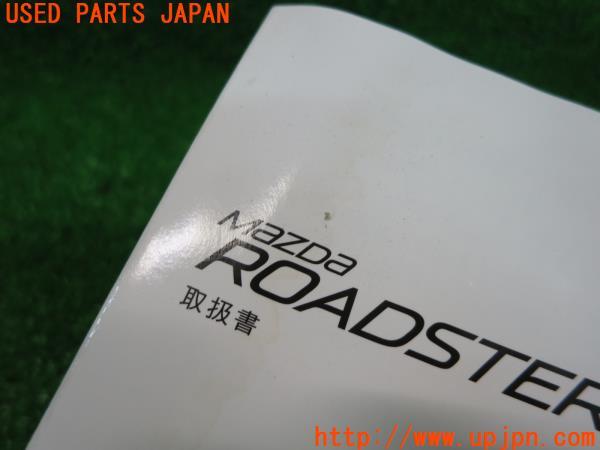 USED PARTS JAPAN
mazda
ROADSTER
取扱書
http://www.upjpn.com